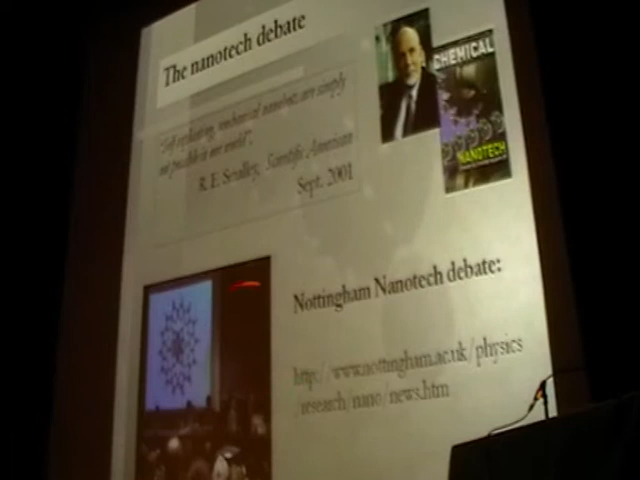 The nanotech debate
"Self replicating, mechanical nanobots are simply
not possible in our world".
R. E. Smalley, Scientific American
Sept. 2001
CHEMICAL
NANOTECH
Nottingham Nanotech debate:
http://www.nottingham.ac.uk/physics
/research/nano/news.htm